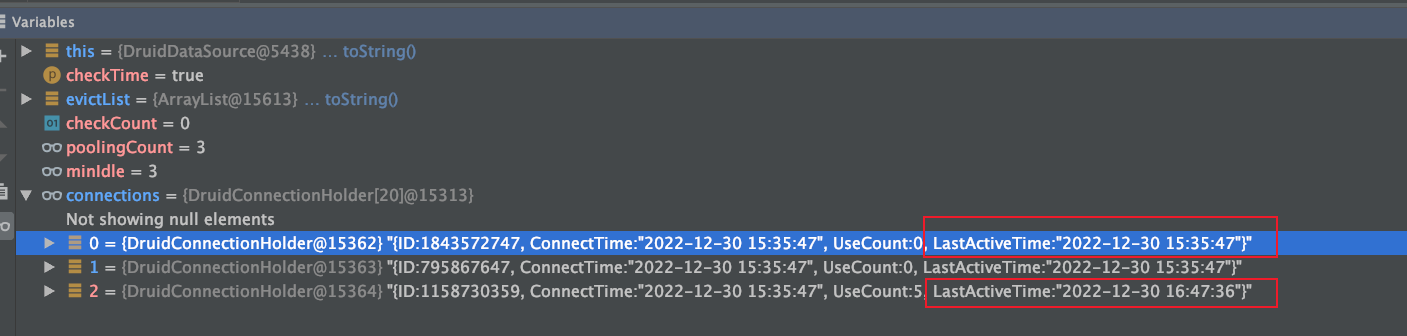 Variables
this = {DruidDataSource@5438} ... toString()
checkTime = true
evictList = {ArrayList@15613} ... toString()
checkCount = 0
poolingCount = 3
minIdle = 3
connections = {DruidConnectionHolder[20]@15313}
Not showing null elements
0 = {DruidConnectionHolder@15362} "{ID:1843572747, ConnectTime:"2022-12-30 15:35:47", UseCount:0, LastActiveTime:"2022-12-30 15:35:47"}"
1 = {DruidConnectionHolder@15363} "{ID:795867647, ConnectTime:"2022-12-30 15:35:47", UseCount:0, LastActiveTime:"2022-12-30 15:35:47"}"
2 = {DruidConnectionHolder@15364} "{ID:1158730359, ConnectTime:"2022-12-30 15:35:47", UseCount:5, LastActiveTime:"2022-12-30 16:47:36"}"